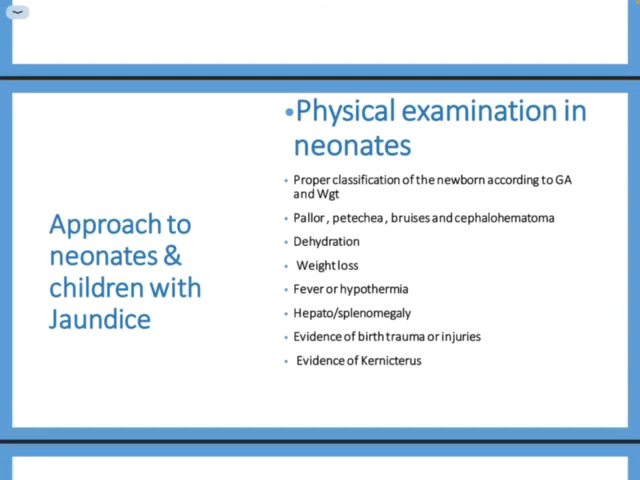 Approach to
neonates &
children with
Jaundice
•Physical examination in
neonates
• Proper classification of the newborn according to GA
and Wgt
• Pallor , petechea , bruises and cephalohematoma
• Dehydration
• Weight loss
• Fever or hypothermia
• Hepato/splenomegaly
• Evidence of birth trauma or injuries
• Evidence of Kernicterus